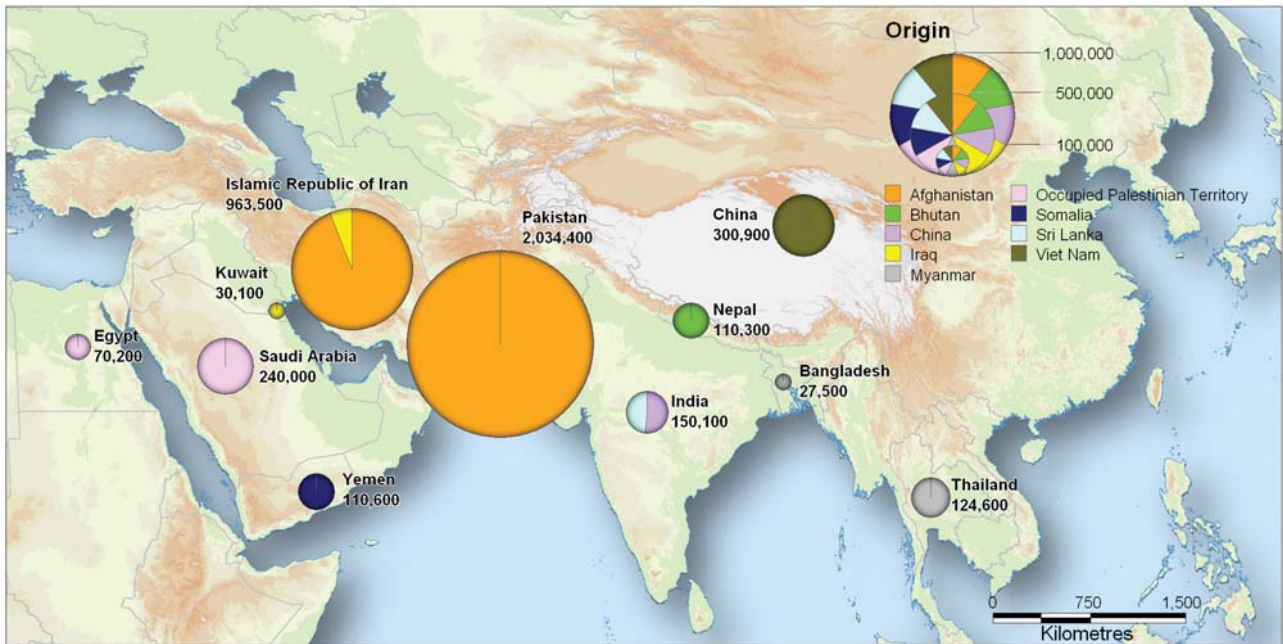 Origin
1,000,000
500,000
100,000
Afghanistan
Bhutan
China
Iraq
Myanmar
Occupied Palestinian Territory
Somalia
Sri Lanka
Viet Nam
Islamic Republic of Iran
963,500
Pakistan
2,034,400
China
300,900
Kuwait
30,100
Nepal
110,300
Egypt
70,200
Saudi Arabia
240,000
Bangladesh
27,500
India
150,100
Yemen
110,600
Thailand
124,600
0 750 1,500
Kilometres